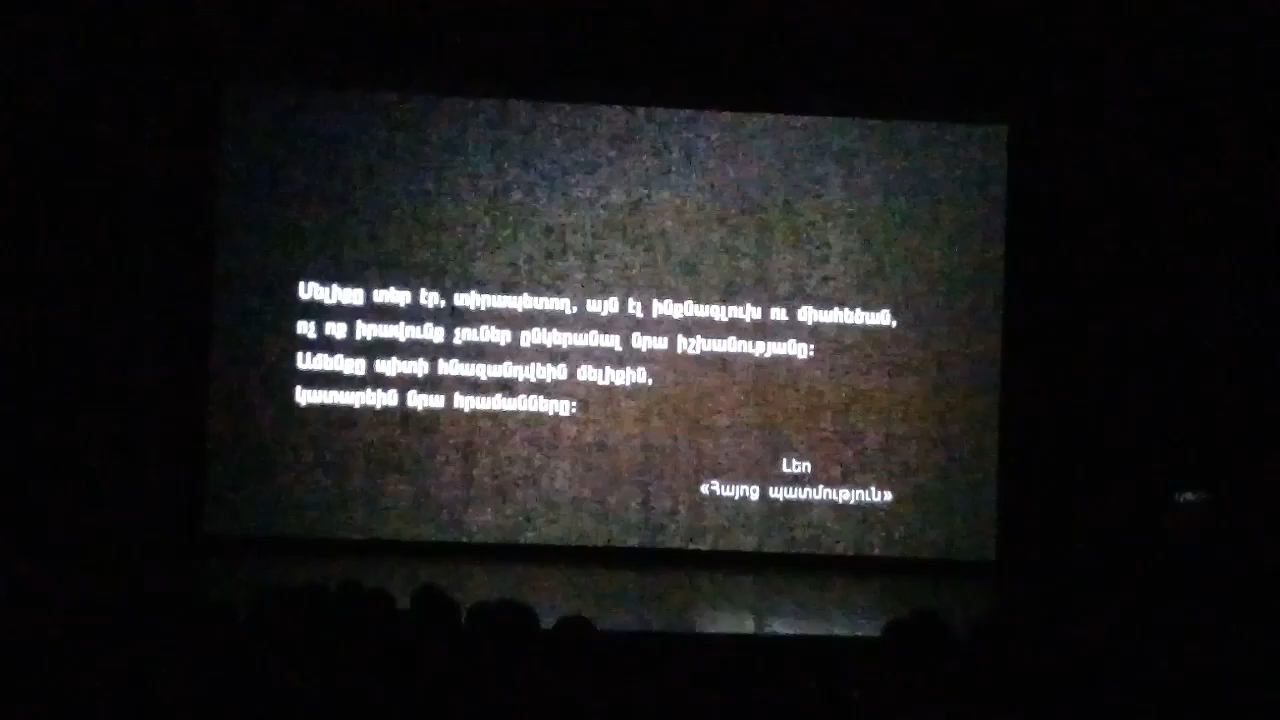 Մելիքը տեր էր, տիրապետող, այն էլ ինքնագլուխ ու միահեծան,
ոչ ոք իրավունք չուներ ընկերանալ նրա իշխանությանը:
Ամենքը պիտի հնազանդվեին մելիքին,
կատարեին նրա հրամանները:
Լեո
«Հայոց պատմություն»